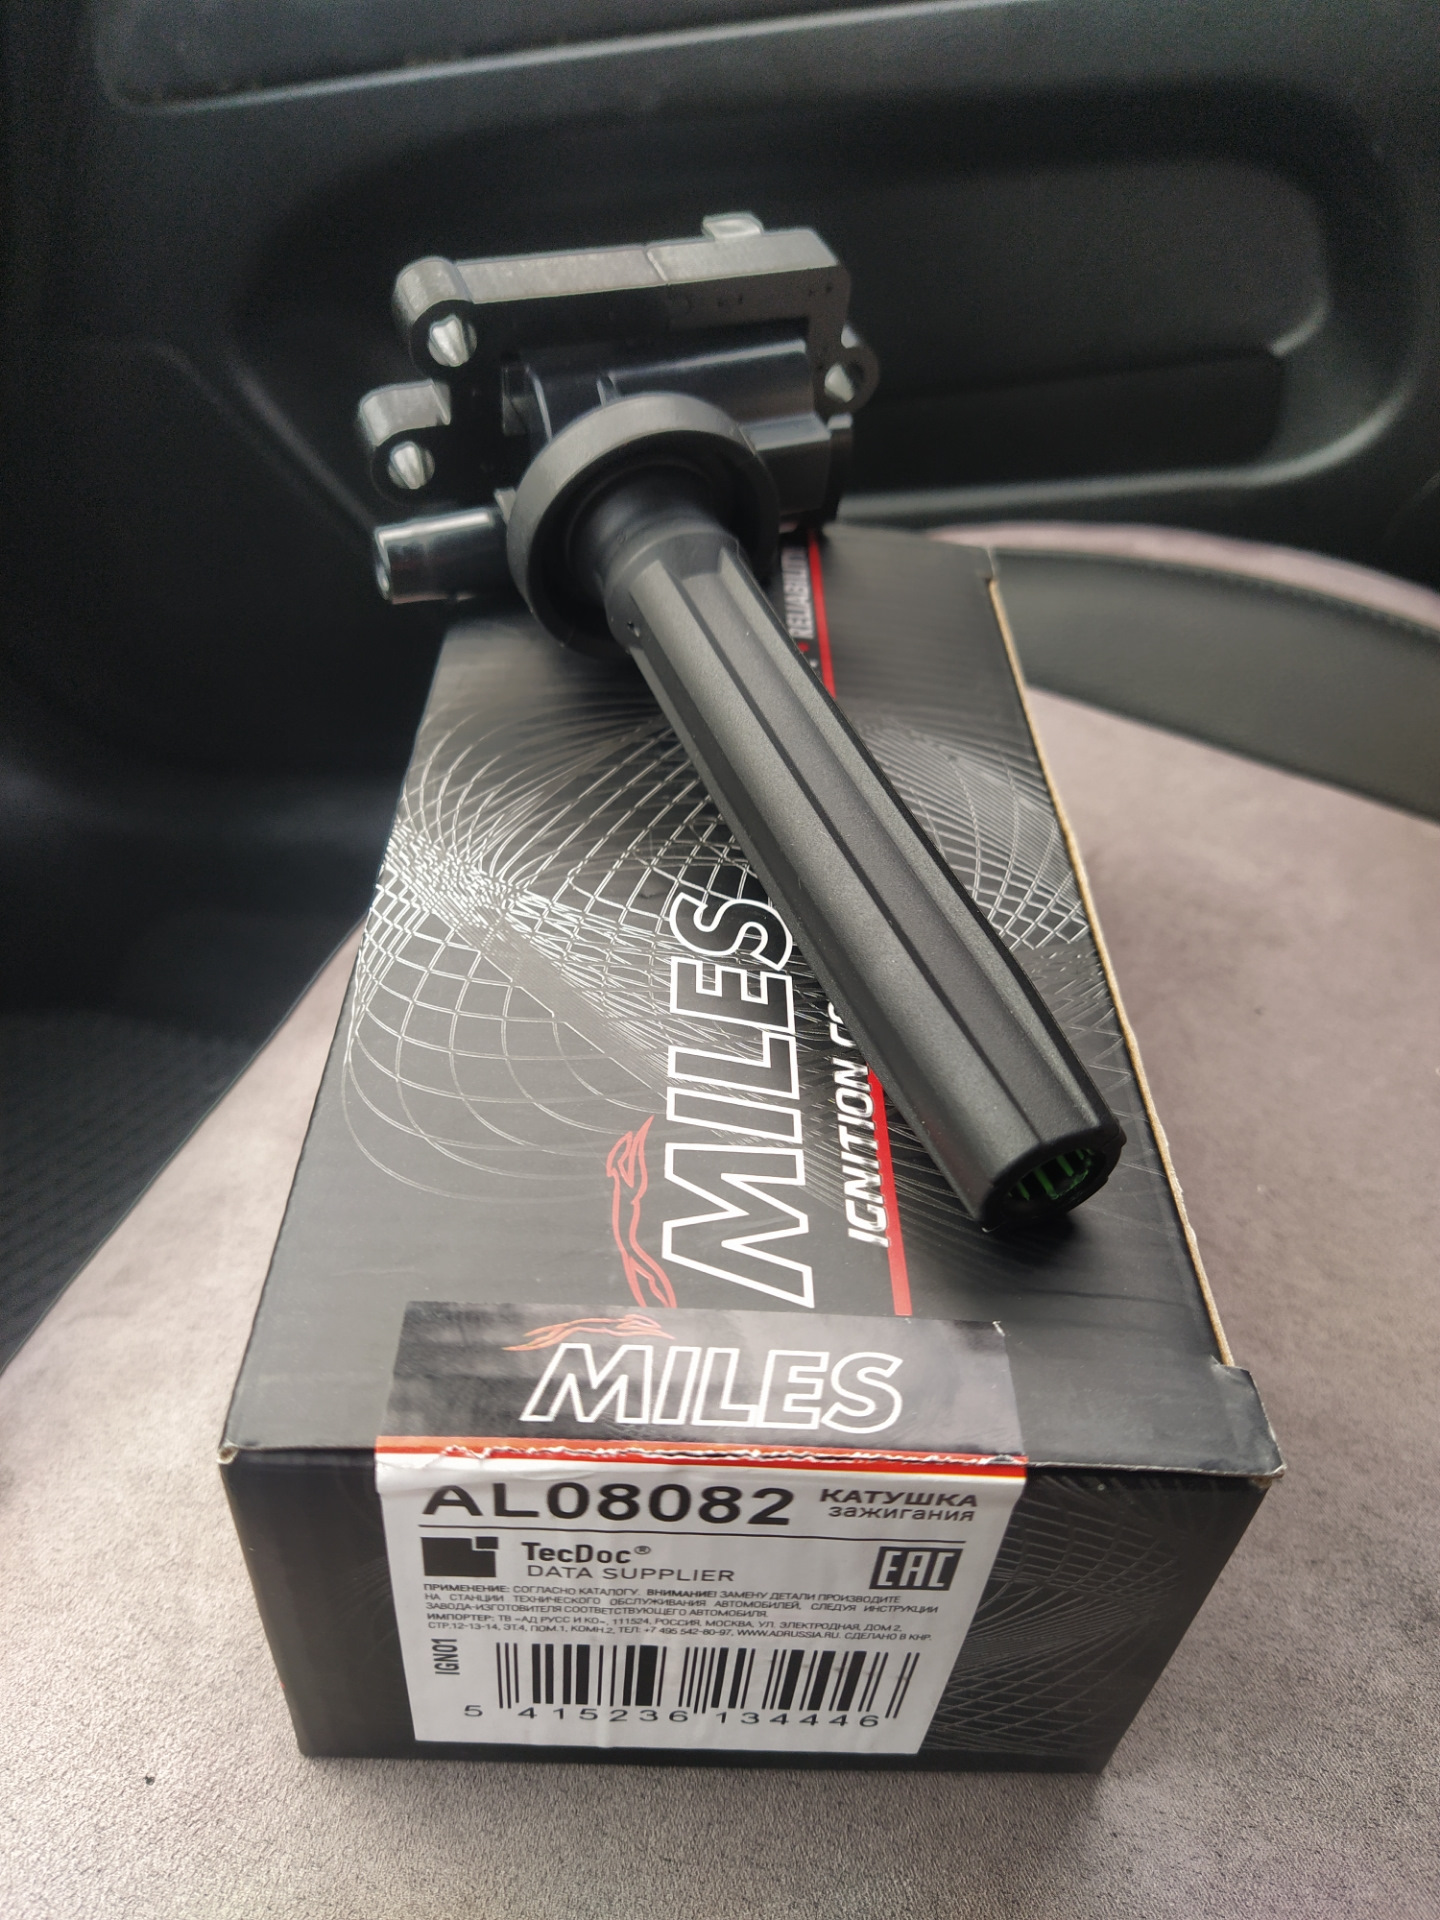 RELIABILITY
MILES
IGNITION
MILES
AL08082
КАТУШКА
зажигания
TecDoc®
DATA SUPPLIER
EAC
ПРИМЕНЕНИЕ: СОГЛАСНО КАТАЛОГУ. ВНИМАНИЕ! ЗАМЕНУ ДЕТАЛИ ПРОИЗВОДИТЕ
НА СТАНЦИИ ТЕХНИЧЕСКОГО ОБСЛУЖИВАНИЯ АВТОМОБИЛЕЙ, СЛЕДУЯ ИНСТРУКЦИИ
ЗАВОДА-ИЗГОТОВИТЕЛЯ СООТВЕТСТВУЮЩЕГО АВТОМОБИЛЯ.
ИМПОРТЕР: ТВ «АД РУСС И КО», 111524, РОССИЯ, МОСКВА, УЛ. ЭЛЕКТРОДНАЯ, ДОМ 2,
СТР.12-13-14, ЭТ.4, ПОМ.1, КОМН.2, ТЕЛ: +7 495 542-80-97, WWW.ADRUSSIA.RU. СДЕЛАНО В КНР.
IGN01
5 415236 134446